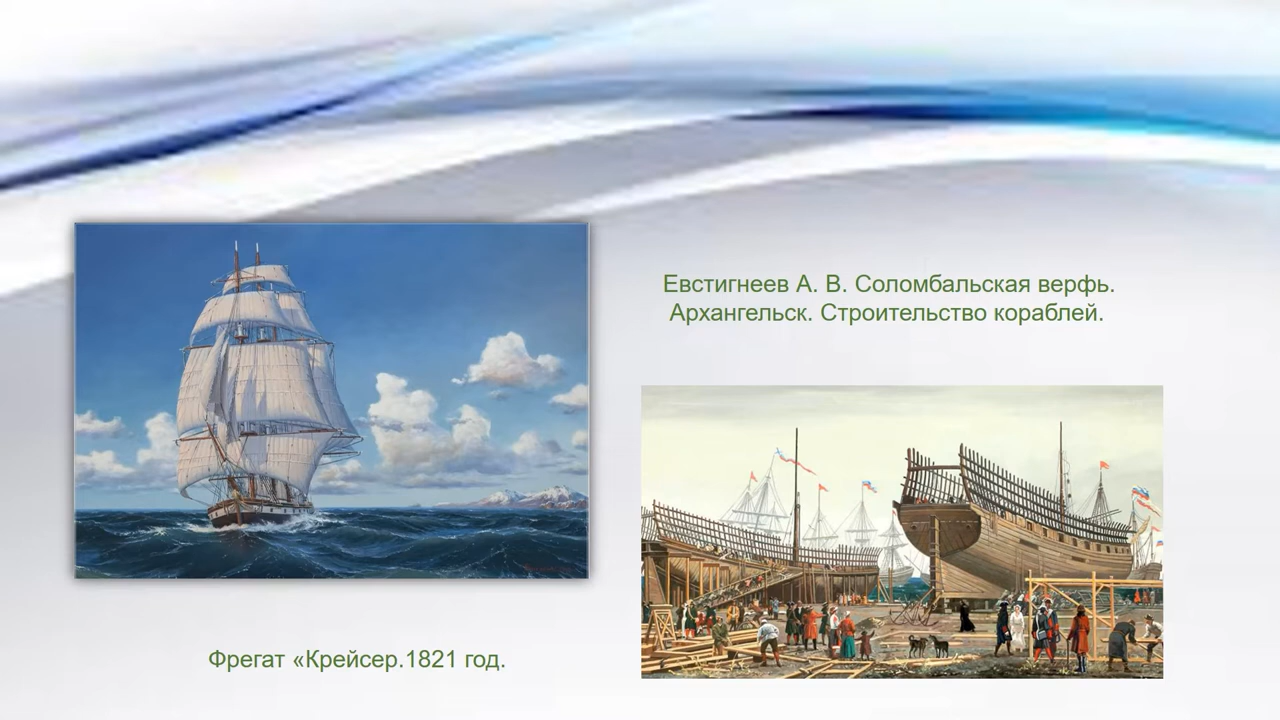 Евстигнеев А. В. Соломбальская верфь.
Архангельск. Строительство кораблей.
Фрегат «Крейсер.1821 год.